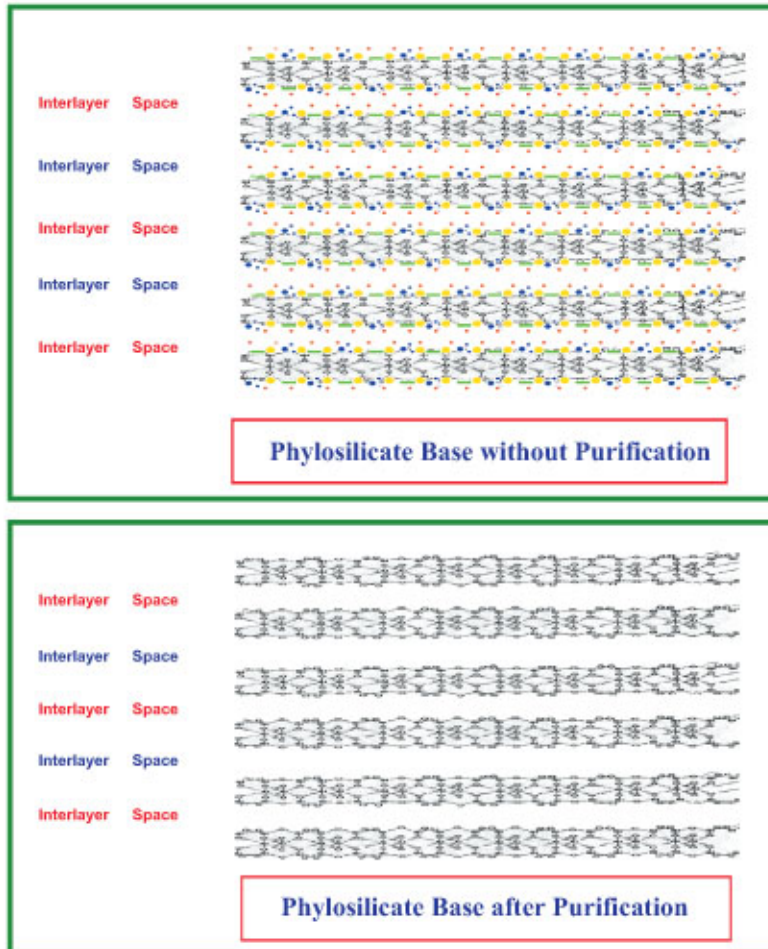 Interlayer Space
Interlayer Space
Interlayer Space
Interlayer Space
Interlayer Space
Phylosilicate Base without Purification
Interlayer Space
Interlayer Space
Interlayer Space
Interlayer Space
Interlayer Space
Phylosilicate Base after Purification